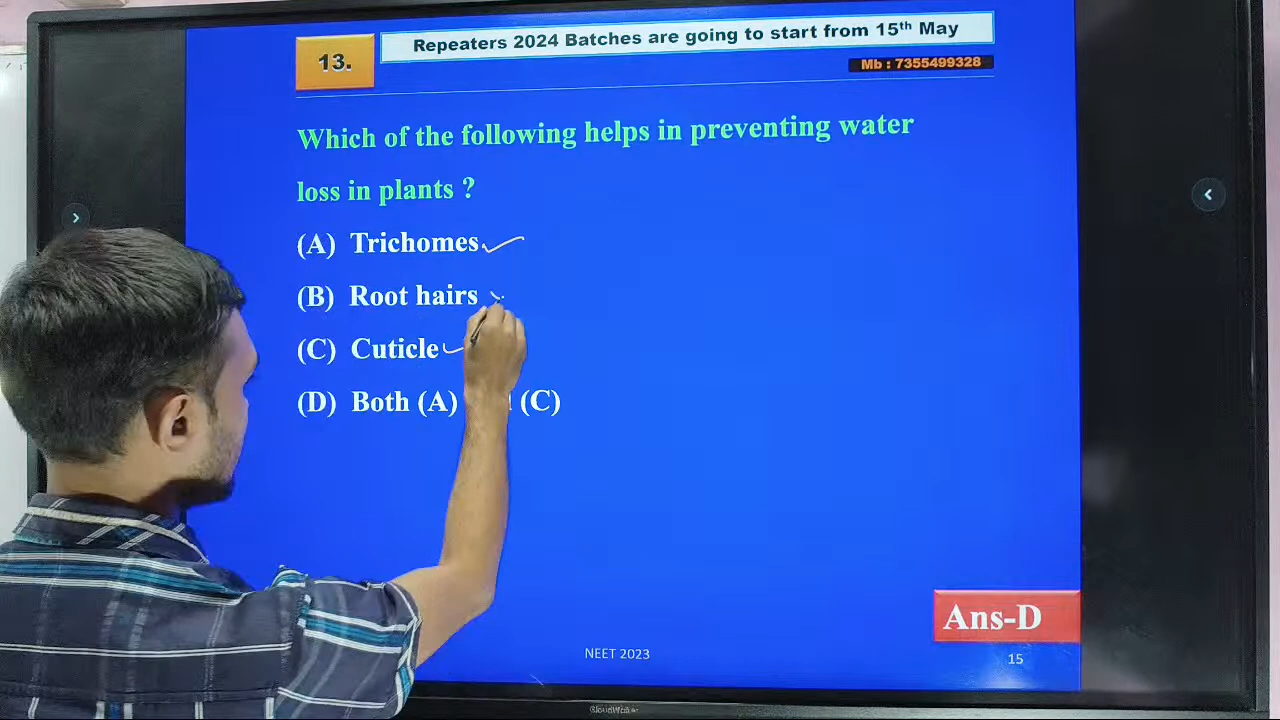 13.
Repeaters 2024 Batches are going to start from 15th May
Mb : 7355499328
Which of the following helps in preventing water
loss in plants ?
(A) Trichomes
(B) Root hairs
(C) Cuticle
(D) Both (A) (C)
Ans-D
NEET 2023
15